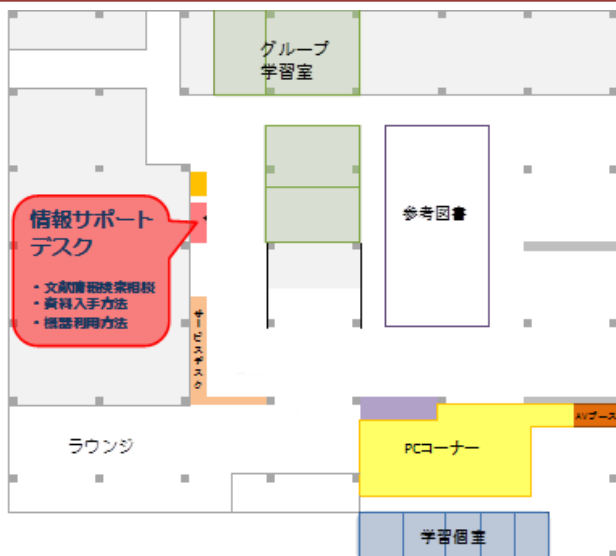 グループ
学習室
参考図書
情報サポート
デスク
・文献情報検索相談
・資料入手方法
・機器利用方法
サービスデスク
ラウンジ
PCコーナー
AVブース
学習個室